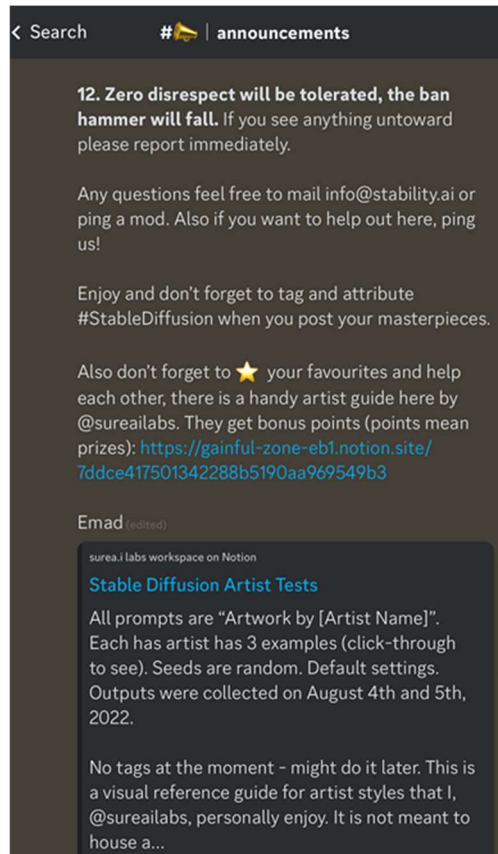 < Search #📣 | announcements
12. Zero disrespect will be tolerated, the ban
hammer will fall. If you see anything untoward
please report immediately.
Any questions feel free to mail info@stability.ai or
ping a mod. Also if you want to help out here, ping
us!
Enjoy and don't forget to tag and attribute
#StableDiffusion when you post your masterpieces.
Also don't forget to ⭐ your favourites and help
each other, there is a handy artist guide here by
@sureailabs. They get bonus points (points mean
prizes): https://gainful-zone-eb1.notion.site/
7ddce417501342288b5190aa969549b3
Emad (edited)
surea.i labs workspace on Notion
Stable Diffusion Artist Tests
All prompts are “Artwork by [Artist Name]”.
Each has artist has 3 examples (click-through
to see). Seeds are random. Default settings.
Outputs were collected on August 4th and 5th,
2022.
No tags at the moment - might do it later. This is
a visual reference guide for artist styles that I,
@sureailabs, personally enjoy. It is not meant to
house a...